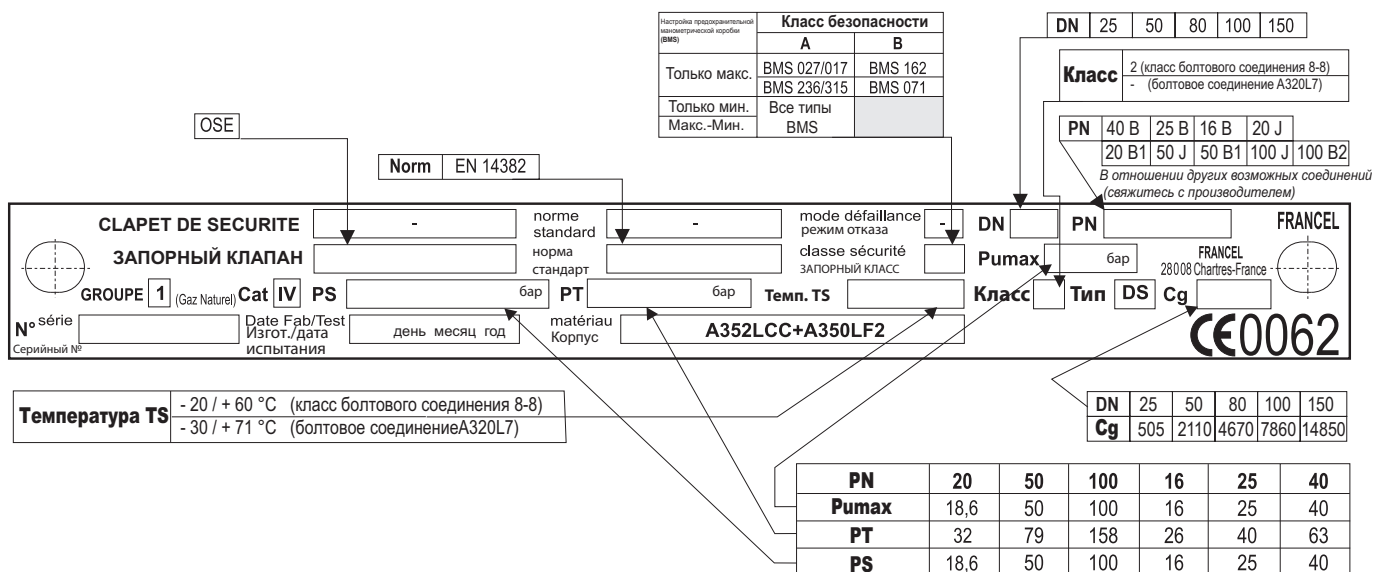 Настройка предохранительной манометрической коробки (BMS) Класс безопасности
A B
Только макс. BMS 027/017 BMS 162
BMS 236/315 BMS 071
Только мин. Все типы
Макс.-Мин. BMS
DN 25 50 80 100 150
Класс 2 (класс болтового соединения 8-8)
- (болтовое соединение A320L7)
OSE
Norm EN 14382
PN 40 B 25 B 16 B 20 J
20 B1 50 J 50 B1 100 J 100 B2
В отношении других возможных соединений
(свяжитесь с производителем)
CLAPET DE SECURITE - norme standard - mode défaillance режим отказа - DN PN FRANCEL
ЗАПОРНЫЙ КЛАПАН норма стандарт classe sécurité ЗАПОРНЫЙ КЛАСС Pumax бар FRANCEL
28008 Chartres-France
GROUPE 1 (Gaz Naturel) Cat IV PS бар PT бар Темп. TS Класс Тип DS Cg
N° série Date Fab/Test день месяц год matériau A352LCC+A350LF2 CE0062
Серийный № Изгот./дата испытания Корпус
Температура TS - 20 / + 60 °C (класс болтового соединения 8-8)
- 30 / + 71 °C (болтовое соединениеA320L7)
DN 25 50 80 100 150
Cg 505 2110 4670 7860 14850
PN 20 50 100 16 25 40
Pumax 18,6 50 100 16 25 40
PT 32 79 158 26 40 63
PS 18,6 50 100 16 25 40